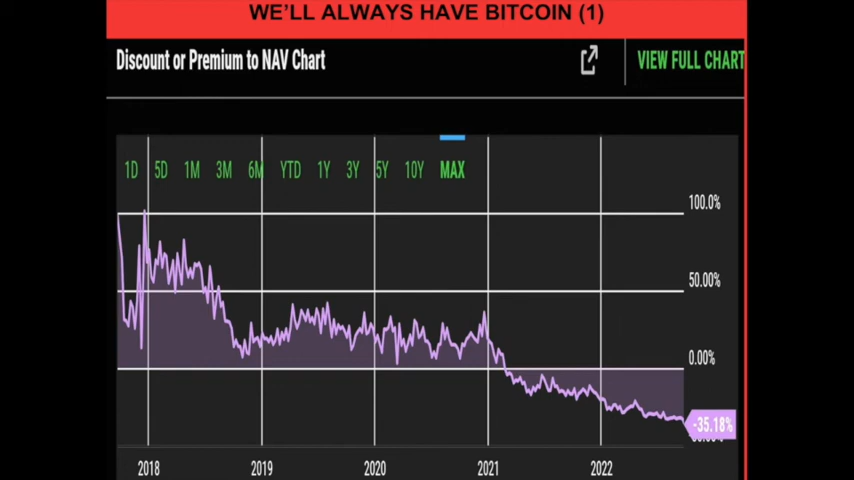 WE'LL ALWAYS HAVE BITCOIN (1)
Discount or Premium to NAV Chart
VIEW FULL CHART
1D 5D 1M 3M 6M YTD 1Y 3Y 5Y 10Y MAX
100.0%
50.00%
0.00%
-35.18%
2018 2019 2020 2021 2022